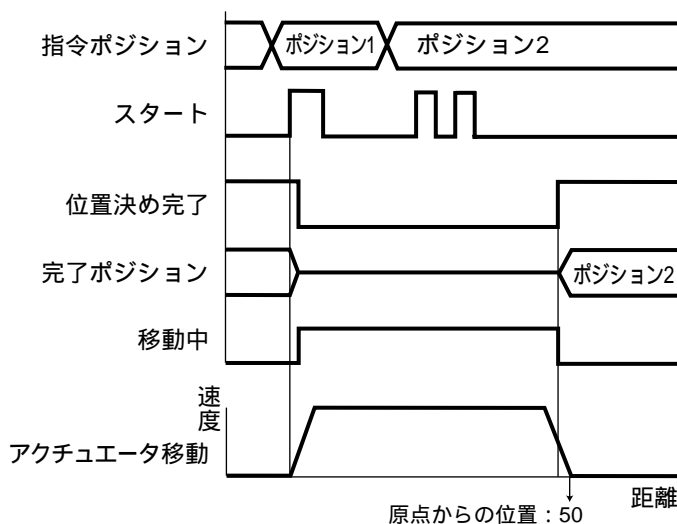 指令ポジション
ポジション1
ポジション2
スタート
位置決め完了
完了ポジション
ポジション2
移動中
速度
アクチュエータ移動
距離
原点からの位置：50